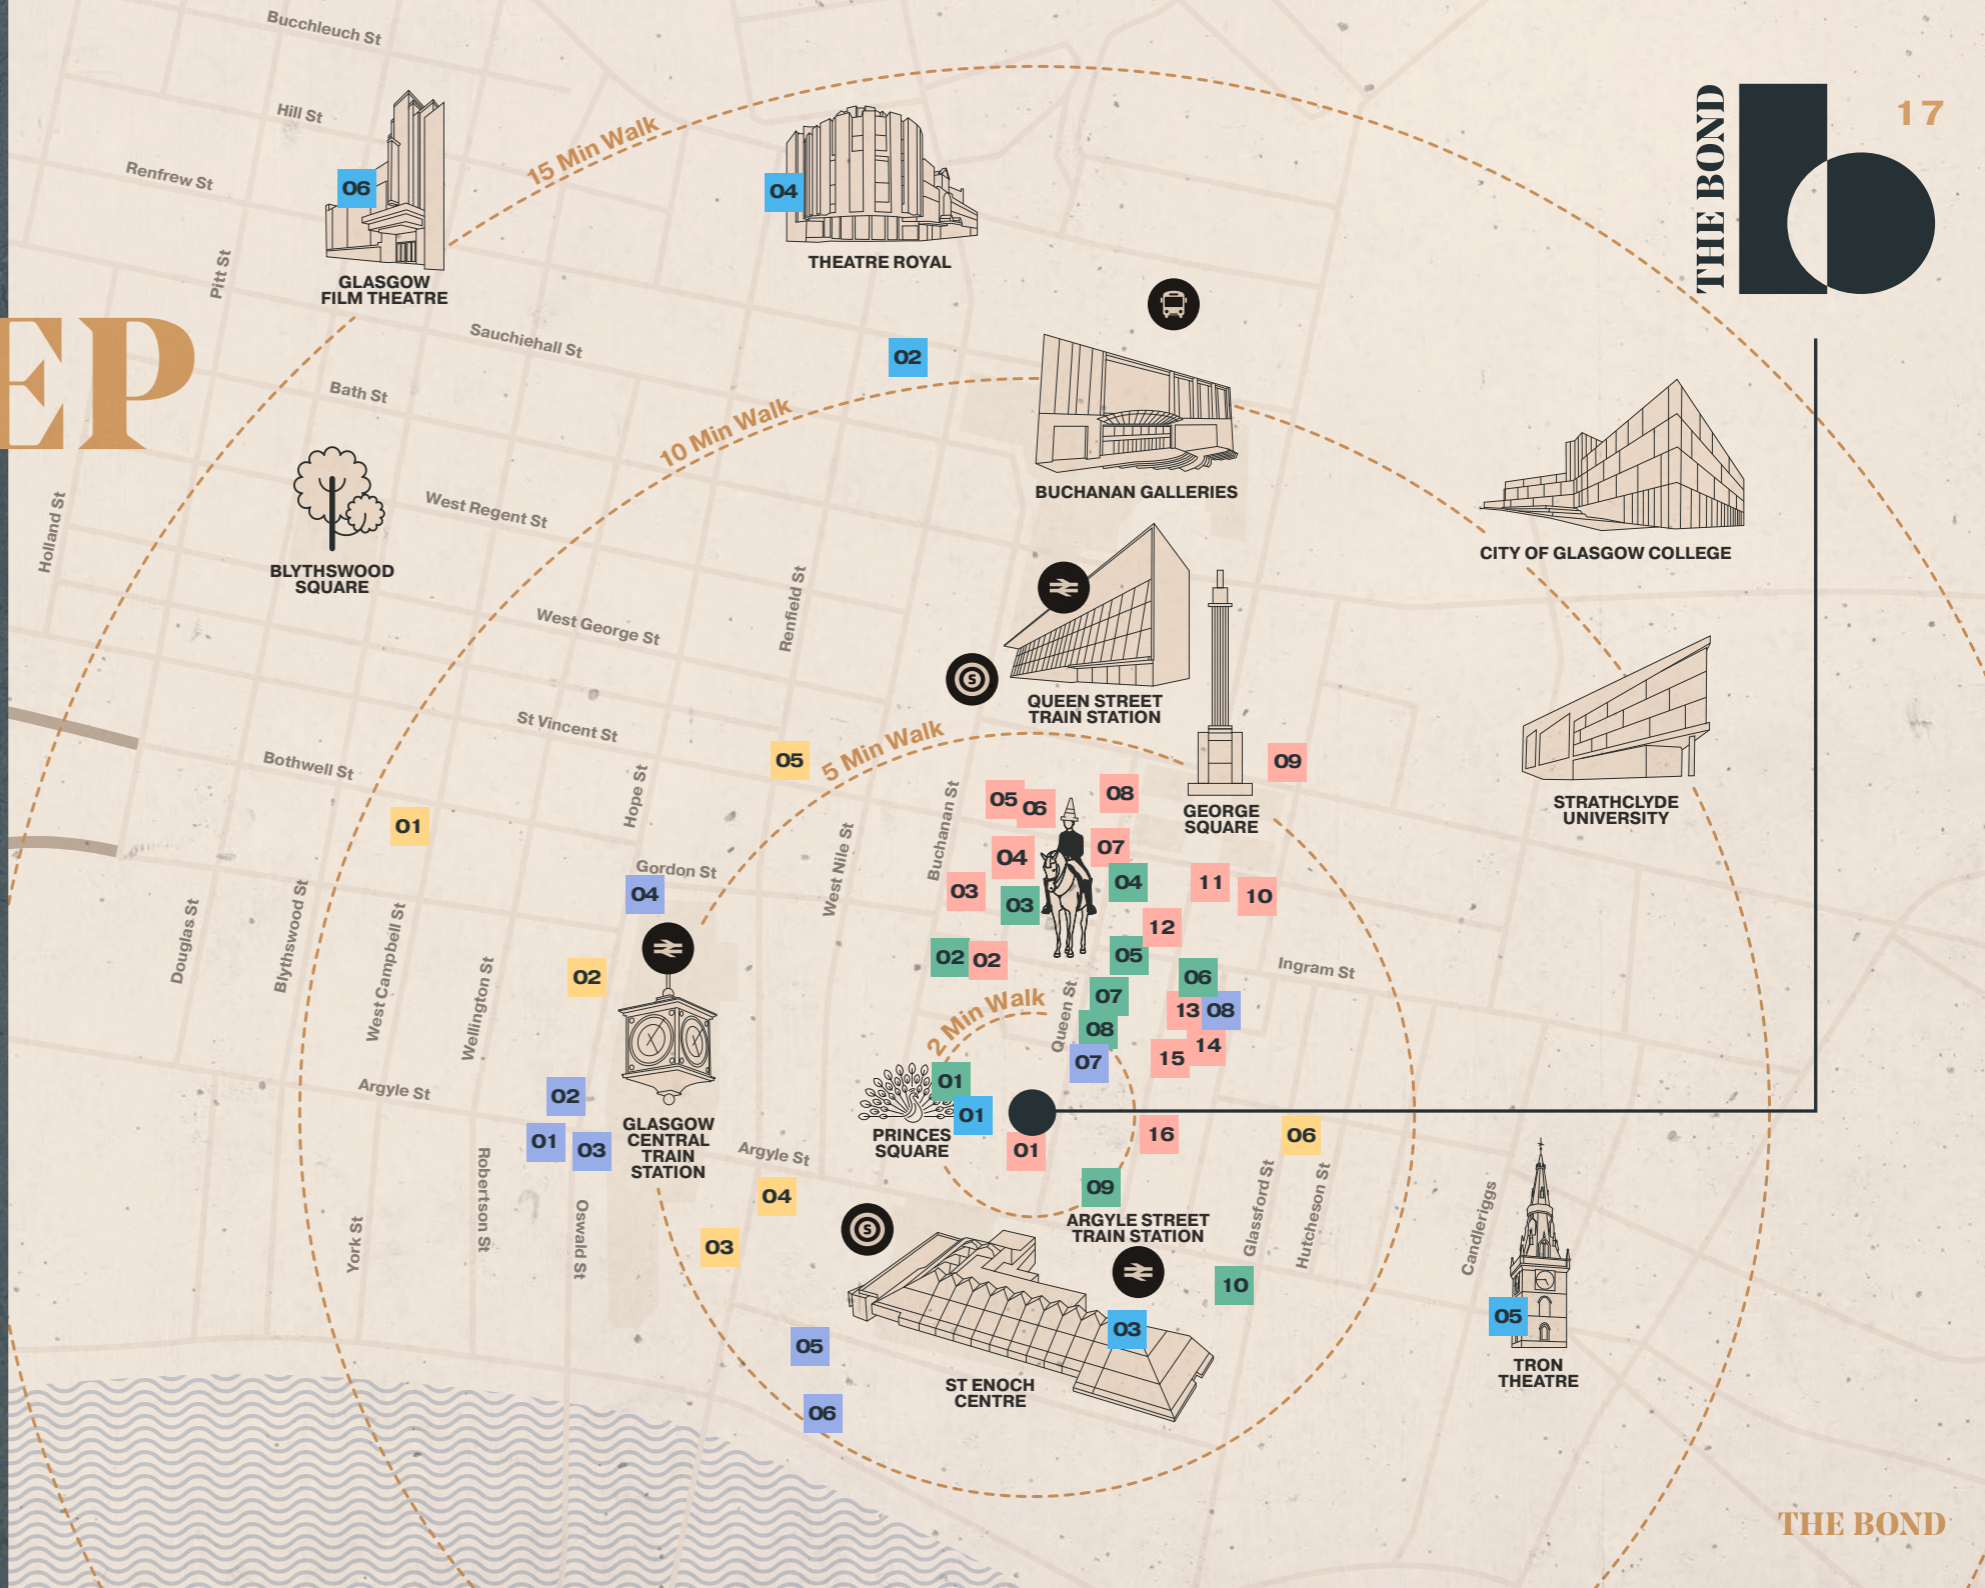 Bucchleuch St
Hill St
Renfrew St
Pitt St
15 Min Walk
06
GLASGOW
FILM THEATRE
04
THEATRE ROYAL
THE BOND
17
EP
Sauchiehall St
02
Bath St
10 Min Walk
BUCHANAN GALLERIES
Holland St
West Regent St
BLYTHSWOOD
SQUARE
CITY OF GLASGOW COLLEGE
West George St
Renfield St
S
QUEEN STREET
TRAIN STATION
St Vincent St
5 Min Walk
Bothwell St
05
Hope St
01
09
GEORGE
SQUARE
STRATHCLYDE
UNIVERSITY
05
06
08
Buchanan St
West Nile St
04
07
Gordon St
04
03
03
04
11
10
12
Douglas St
Blythswood St
West Campbell St
Wellington St
02
02
02
05
Ingram St
06
07
13
08
08
Queen St
2 Min Walk
07
15
14
01
01
PRINCES
SQUARE
01
16
06
Argyle St
02
01
03
GLASGOW
CENTRAL
TRAIN
STATION
Argyle St
04
03
09
ARGYLE STREET
TRAIN STATION
York St
Robertson St
Oswald St
S
Glassford St
Hutcheson St
Candleriggs
10
03
05
05
06
ST ENOCH
CENTRE
TRON
THEATRE
THE BOND